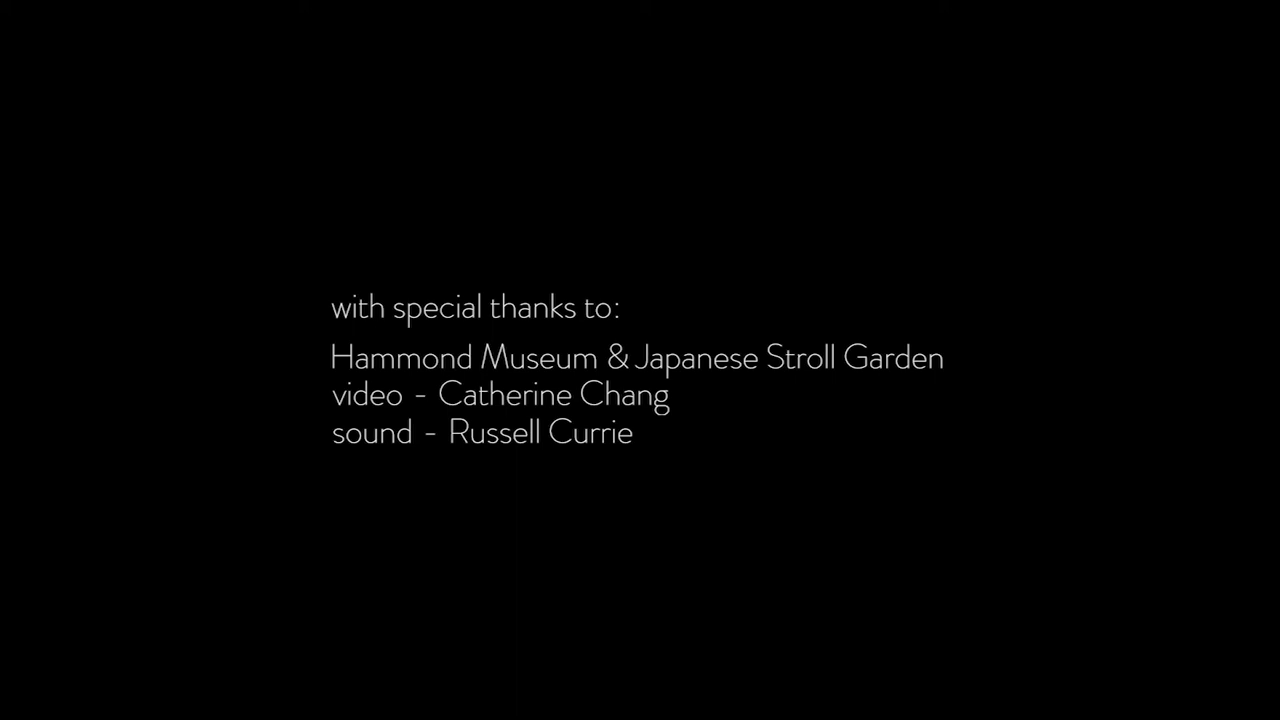 with special thanks to:
Hammond Museum & Japanese Stroll Garden
video - Catherine Chang
sound - Russell Currie